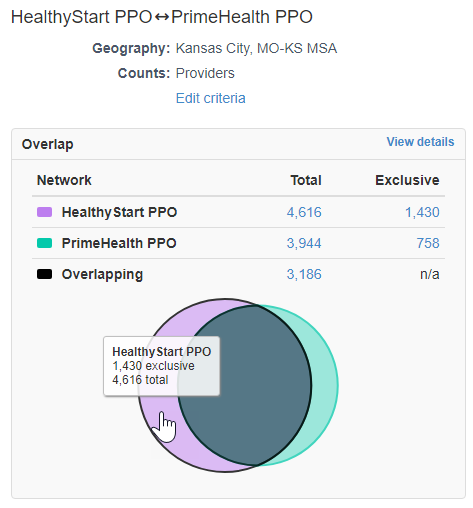 HealthyStart PPO↔PrimeHealth PPO
Geography: Kansas City, MO-KS MSA
Counts: Providers
Edit criteria
Overlap View details
Network Total Exclusive
HealthyStart PPO 4,616 1,430
PrimeHealth PPO 3,944 758
Overlapping 3,186 n/a
HealthyStart PPO
1,430 exclusive
4,616 total